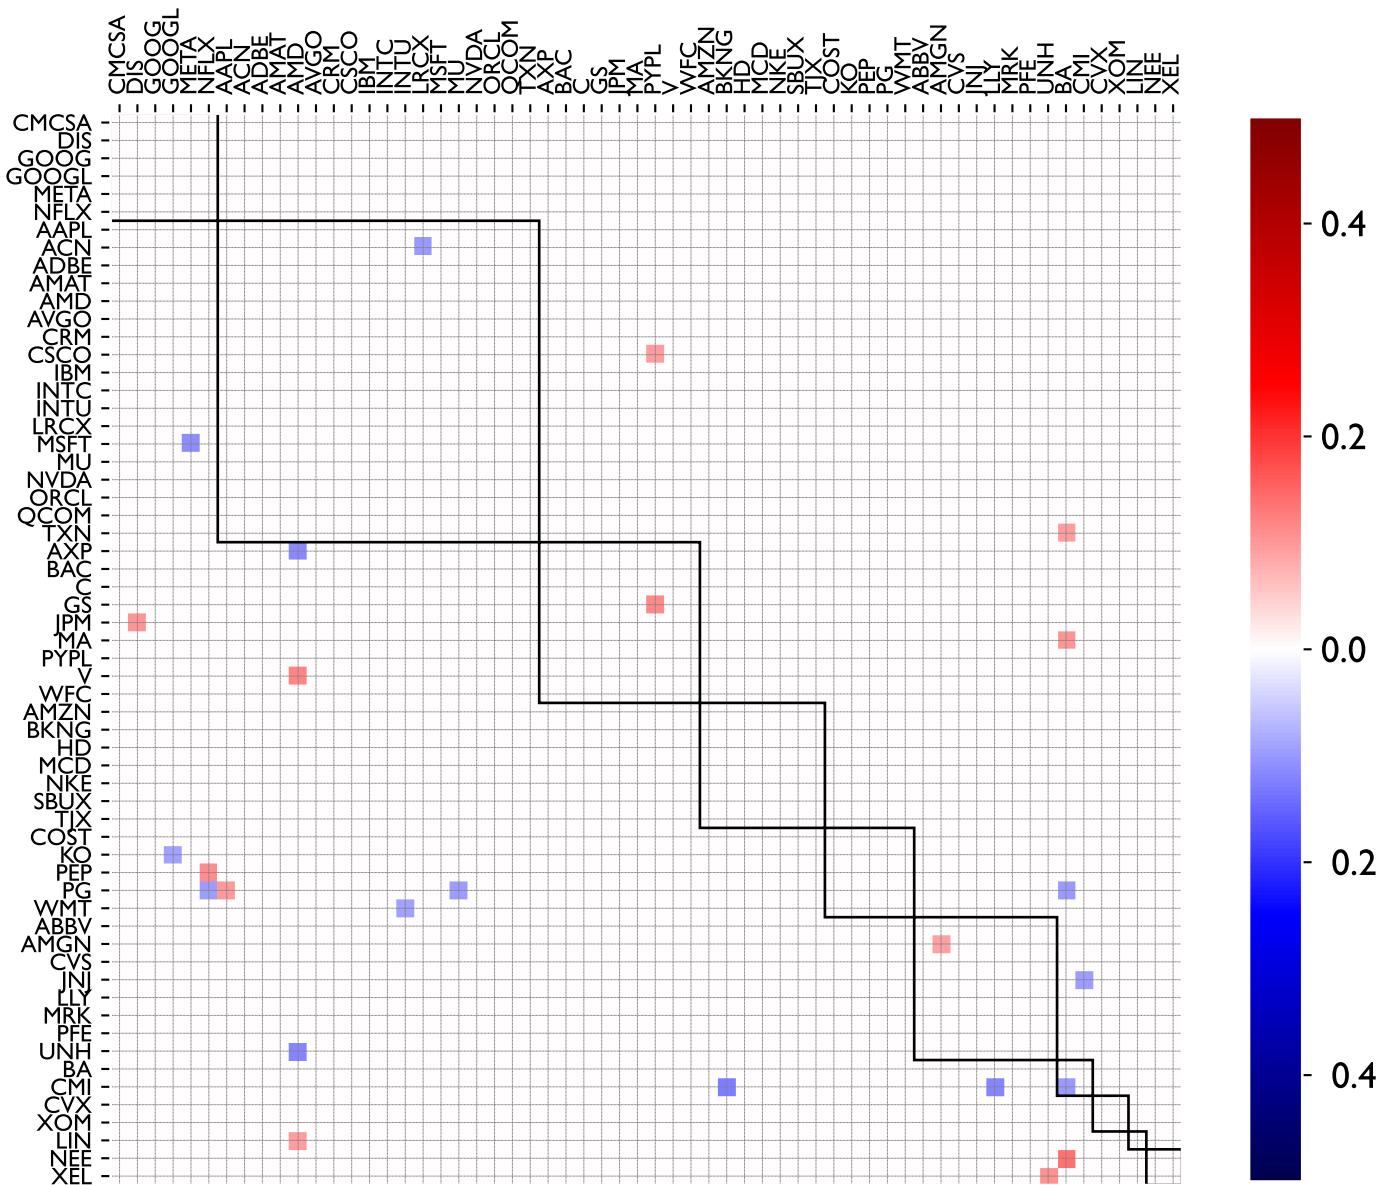 CMCSA DIS GOOG GOOGL META NFLX AAPL ACN ADBE AMAT AMD AVGO CRM CSCO IBM INTC INTU LRCX MSFT MU NVDA ORCL QCOM TXN AXP BAC C GS JPM MA PYPL V WFC AMZN BKNG HD MCD NKE SBUX TJX COST KO PEP PG WMT ABBV AMGN CVS JNJ LLY MRK PFE UNH BA CMI CVX XOM LIN NEE XEL
CMCSA
DIS
GOOG
GOOGL
META
NFLX
AAPL
ACN
ADBE
AMAT
AMD
AVGO
CRM
CSCO
IBM
INTC
INTU
LRCX
MSFT
MU
NVDA
ORCL
QCOM
TXN
AXP
BAC
C
GS
JPM
MA
PYPL
V
WFC
AMZN
BKNG
HD
MCD
NKE
SBUX
TJX
COST
KO
PEP
PG
WMT
ABBV
AMGN
CVS
JNJ
LLY
MRK
PFE
UNH
BA
CMI
CVX
XOM
LIN
NEE
XEL
0.4
0.2
0.0
0.2
0.4